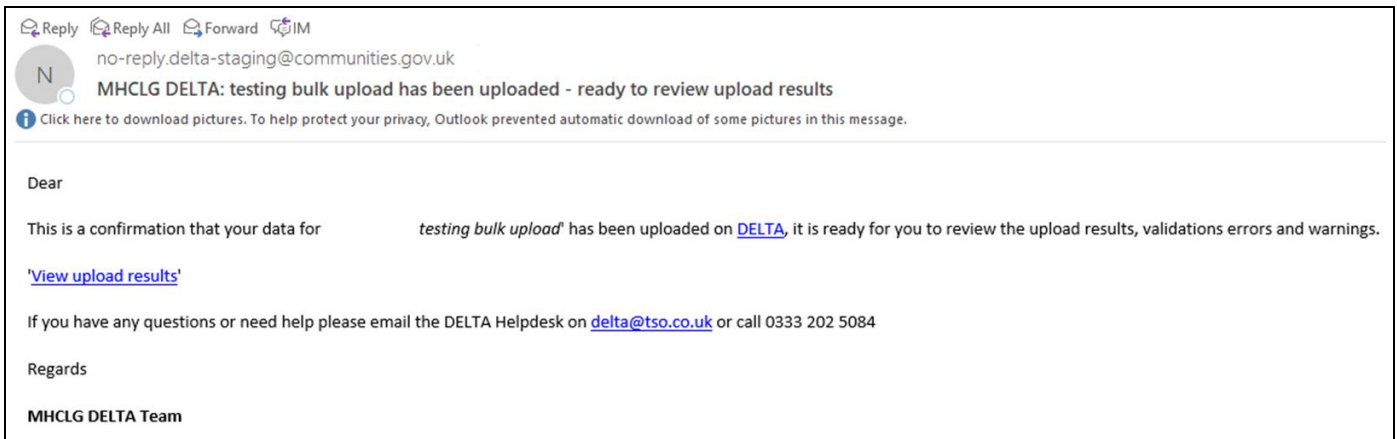 Reply Reply All Forward IM
N
no-reply.delta-staging@communities.gov.uk
MHCLG DELTA: testing bulk upload has been uploaded - ready to review upload results
Click here to download pictures. To help protect your privacy, Outlook prevented automatic download of some pictures in this message.
Dear
This is a confirmation that your data for testing bulk upload' has been uploaded on DELTA, it is ready for you to review the upload results, validations errors and warnings.
'View upload results'
If you have any questions or need help please email the DELTA Helpdesk on delta@tso.co.uk or call 0333 202 5084
Regards
MHCLG DELTA Team